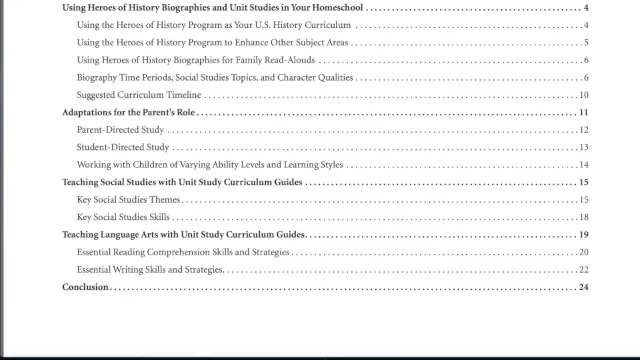 Using Heroes of History Biographies and Unit Studies in Your Homeschool . . . . . . . . . . . . . . . . . . . . . . . . . . . . 4
Using the Heroes of History Program as Your U.S. History Curriculum . . . . . . . . . . . . . . . . . . . . . . . . . . . . 4
Using the Heroes of History Program to Enhance Other Subject Areas . . . . . . . . . . . . . . . . . . . . . . . . . . . . 5
Using Heroes of History Biographies for Family Read-Alouds . . . . . . . . . . . . . . . . . . . . . . . . . . . . 6
Biography Time Periods, Social Studies Topics, and Character Qualities . . . . . . . . . . . . . . . . . . . . . . . . . . . . 6
Suggested Curriculum Timeline . . . . . . . . . . . . . . . . . . . . . . . . . . . . 10
Adaptations for the Parent's Role . . . . . . . . . . . . . . . . . . . . . . . . . . . . 11
Parent-Directed Study . . . . . . . . . . . . . . . . . . . . . . . . . . . . 12
Student-Directed Study . . . . . . . . . . . . . . . . . . . . . . . . . . . . 13
Working with Children of Varying Ability Levels and Learning Styles . . . . . . . . . . . . . . . . . . . . . . . . . . . . 14
Teaching Social Studies with Unit Study Curriculum Guides . . . . . . . . . . . . . . . . . . . . . . . . . . . . 15
Key Social Studies Themes . . . . . . . . . . . . . . . . . . . . . . . . . . . . 15
Key Social Studies Skills . . . . . . . . . . . . . . . . . . . . . . . . . . . . 18
Teaching Language Arts with Unit Study Curriculum Guides. . . . . . . . . . . . . . . . . . . . . . . . . . . . 19
Essential Reading Comprehension Skills and Strategies . . . . . . . . . . . . . . . . . . . . . . . . . . . . 20
Essential Writing Skills and Strategies. . . . . . . . . . . . . . . . . . . . . . . . . . . . 22
Conclusion . . . . . . . . . . . . . . . . . . . . . . . . . . . . 24